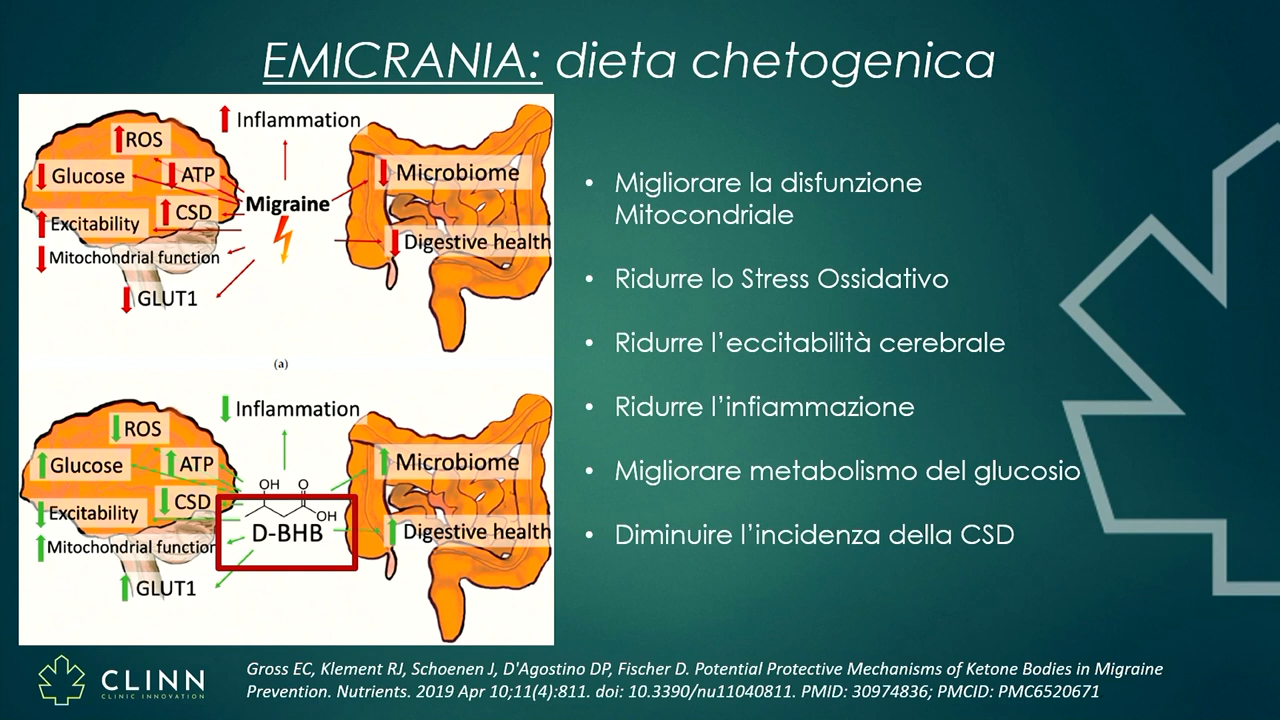 EMICRANIA: dieta chetogenica
Inflammation
ROS
Glucose
ATP
Microbiome
CSD
Migraine
Excitability
Digestive health
Mitochondrial function
GLUT1
(a)
Inflammation
ROS
Glucose
ATP
Microbiome
OH
O
CSD
OH
Excitability
D-BHB
Digestive health
Mitochondrial function
GLUT1
• Migliorare la disfunzione
Mitocondriale
• Ridurre lo Stress Ossidativo
• Ridurre l’eccitabilità cerebrale
• Ridurre l’infiammazione
• Migliorare metabolismo del glucosio
• Diminuire l’incidenza della CSD
CLINN
CLINIC INNOVATION
Gross EC, Klement RJ, Schoenen J, D'Agostino DP, Fischer D. Potential Protective Mechanisms of Ketone Bodies in Migraine
Prevention. Nutrients. 2019 Apr 10;11(4):811. doi: 10.3390/nu11040811. PMID: 30974836; PMCID: PMC6520671